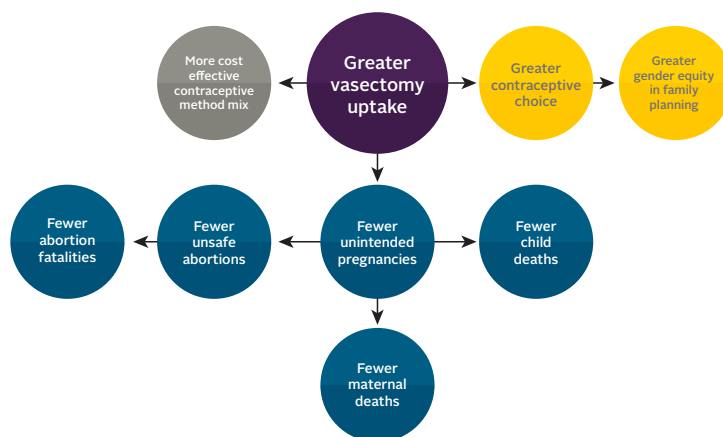 More cost
effective
contraceptive
method mix
Greater
vasectomy
uptake
Greater
contraceptive
choice
Greater
gender equity
in family
planning
Fewer
abortion
fatalities
Fewer
unsafe
abortions
Fewer
unintended
pregnancies
Fewer
child
deaths
Fewer
maternal
deaths